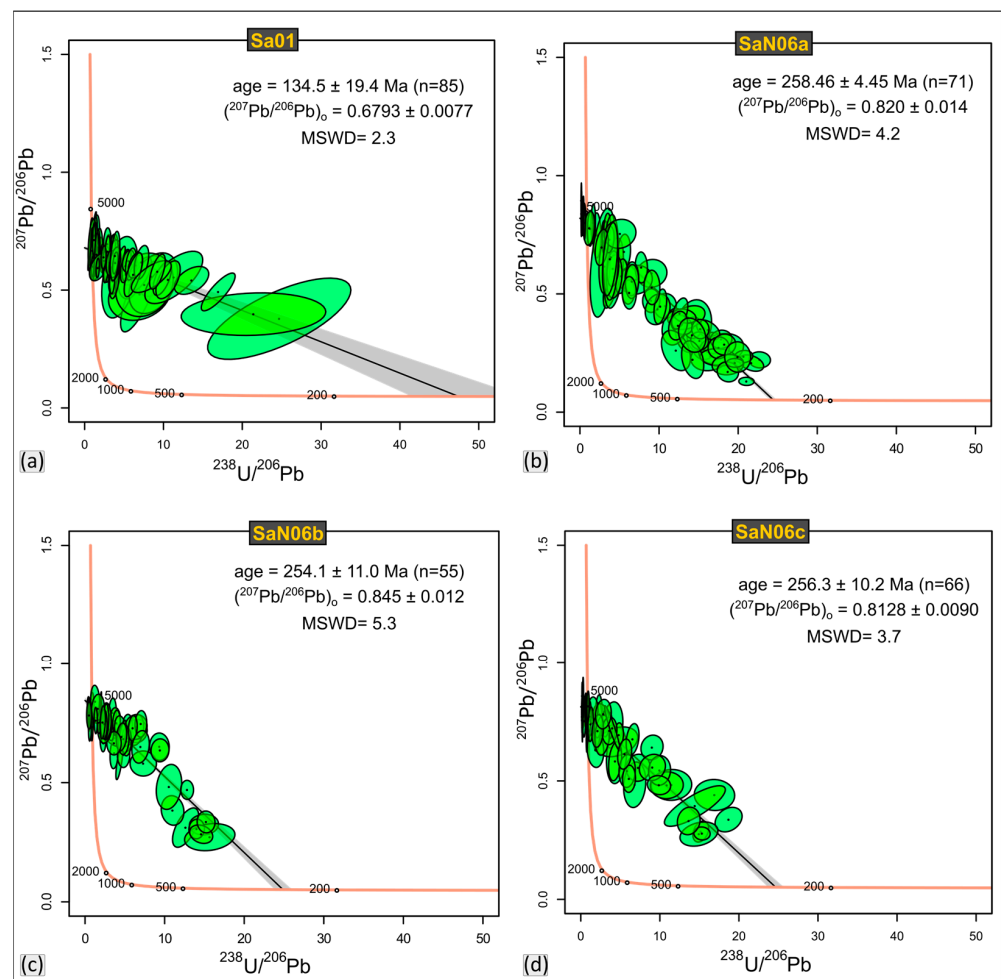 Sa01
age = 134.5 ± 19.4 Ma (n=85)
(²⁰⁷Pb/²⁰⁶Pb)ₒ = 0.6793 ± 0.0077
MSWD= 2.3
²⁰⁷Pb/²⁰⁶Pb
1.5
1.0
0.5
0.0
5000
2000
1000
500
200
0 10 20 30 40 50
(a)
²³⁸U/²⁰⁶Pb
SaN06a
age = 258.46 ± 4.45 Ma (n=71)
(²⁰⁷Pb/²⁰⁶Pb)ₒ = 0.820 ± 0.014
MSWD= 4.2
²⁰⁷Pb/²⁰⁶Pb
1.5
1.0
0.5
0.0
5000
2000
1000
500
200
0 10 20 30 40 50
(b)
²³⁸U/²⁰⁶Pb
SaN06b
age = 254.1 ± 11.0 Ma (n=55)
(²⁰⁷Pb/²⁰⁶Pb)ₒ = 0.845 ± 0.012
MSWD= 5.3
²⁰⁷Pb/²⁰⁶Pb
1.5
1.0
0.5
0.0
5000
2000
1000
500
200
0 10 20 30 40 50
(c)
²³⁸U/²⁰⁶Pb
SaN06c
age = 256.3 ± 10.2 Ma (n=66)
(²⁰⁷Pb/²⁰⁶Pb)ₒ = 0.8128 ± 0.0090
MSWD= 3.7
²⁰⁷Pb/²⁰⁶Pb
1.5
1.0
0.5
0.0
5000
2000
1000
500
200
0 10 20 30 40 50
(d)
²³⁸U/²⁰⁶Pb